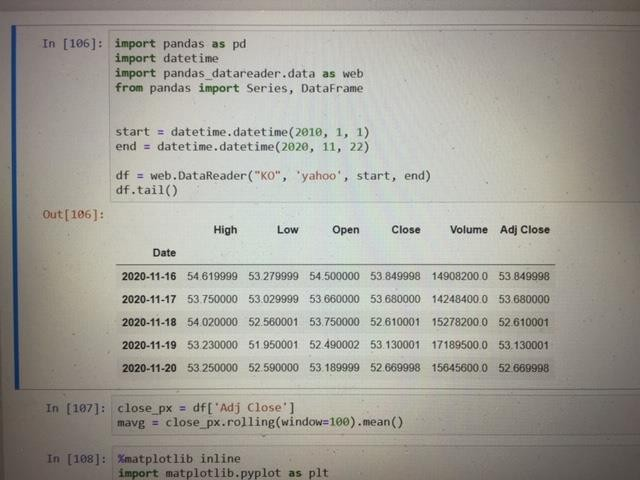 In [106]: import pandas as pd
import datetime
import pandas_datareader.data as web
from pandas import Series, DataFrame
start = datetime.datetime(2010, 1, 1)
end = datetime.datetime(2020, 11, 22)
df = web.DataReader("KO", 'yahoo', start, end)
df.tail()
Out[106]:
High Low Open Close Volume Adj Close
Date
2020-11-16 54.619999 53.279999 54.500000 53.849998 14908200.0 53.849998
2020-11-17 53.750000 53.029999 53.660000 53.680000 14248400.0 53.680000
2020-11-18 54.020000 52.560001 53.750000 52.610001 15278200.0 52.610001
2020-11-19 53.230000 51.950001 52.490002 53.130001 17189500.0 53.130001
2020-11-20 53.250000 52.590000 53.189999 52.669998 15645600.0 52.669998
In [107]: close_px = df['Adj Close']
mavg = close_px.rolling(window=100).mean()
In [108]: %matplotlib inline
import matplotlib.pyplot as plt